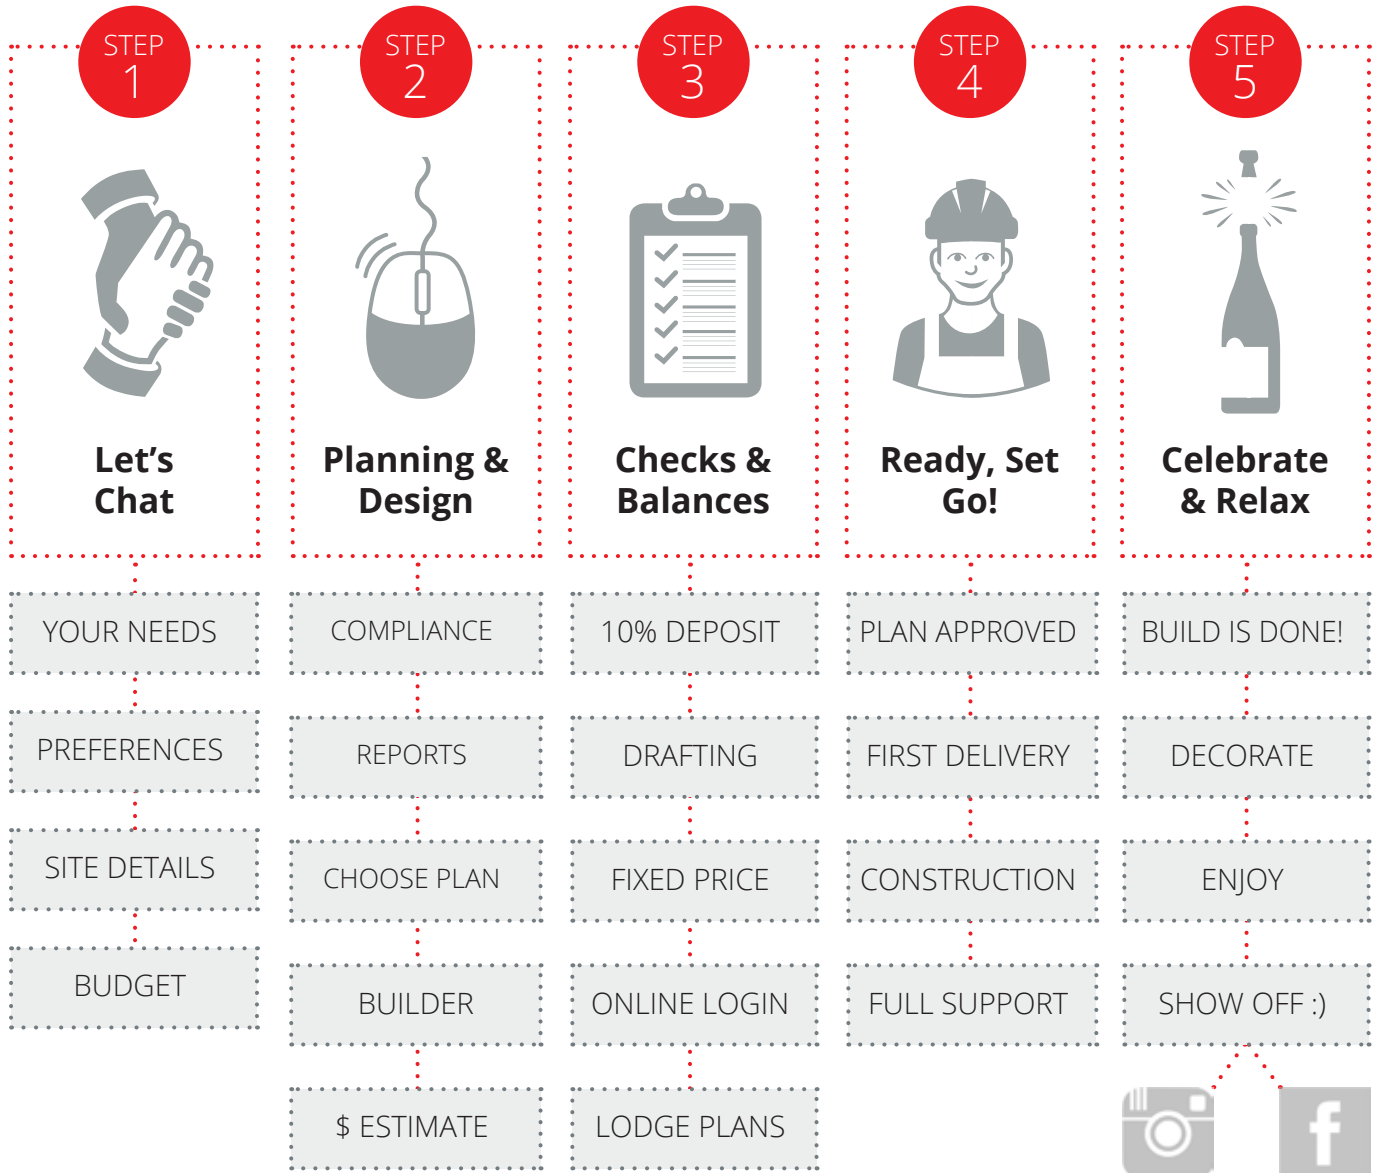 STEP
1
Let’s
Chat
YOUR NEEDS
PREFERENCES
SITE DETAILS
BUDGET
STEP
2
Planning &
Design
COMPLIANCE
REPORTS
CHOOSE PLAN
BUILDER
$ ESTIMATE
STEP
3
Checks &
Balances
10% DEPOSIT
DRAFTING
FIXED PRICE
ONLINE LOGIN
LODGE PLANS
STEP
4
Ready, Set
Go!
PLAN APPROVED
FIRST DELIVERY
CONSTRUCTION
FULL SUPPORT
STEP
5
Celebrate
& Relax
BUILD IS DONE!
DECORATE
ENJOY
SHOW OFF :)
f